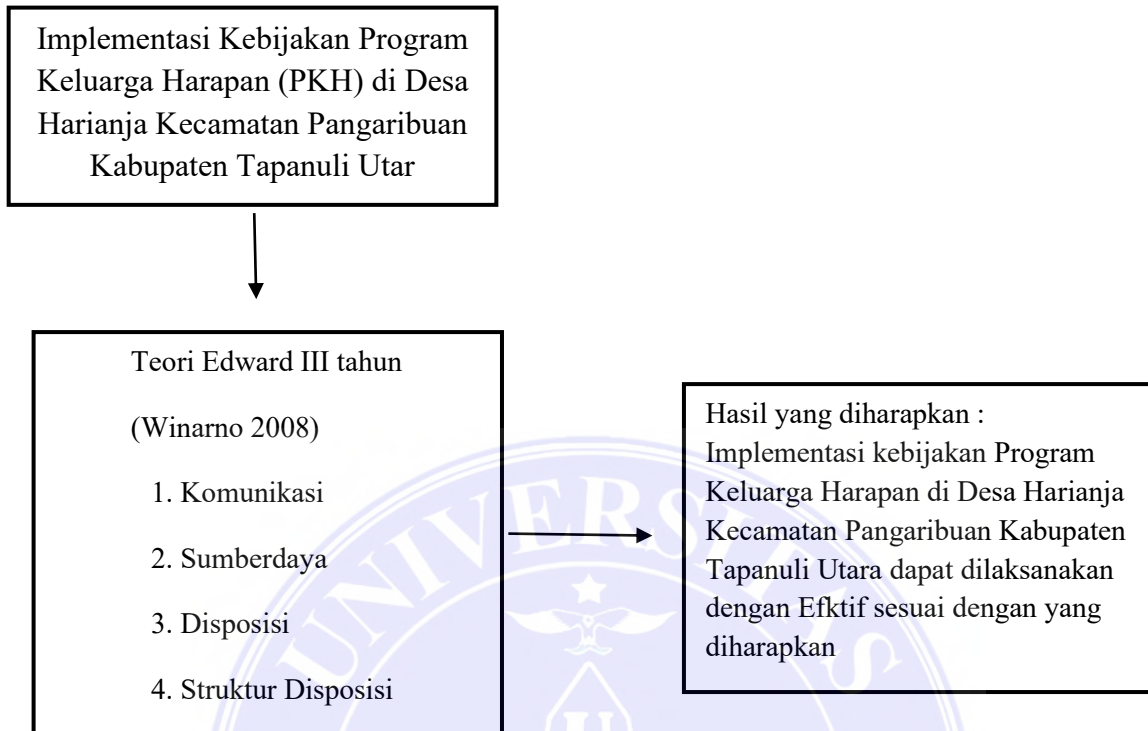 Implementasi Kebijakan Program
Keluarga Harapan (PKH) di Desa
Harianja Kecamatan Pangaribuan
Kabupaten Tapanuli Utar
Teori Edward III tahun
(Winarno 2008)
1. Komunikasi
2. Sumberdaya
3. Disposisi
4. Struktur Disposisi
Hasil yang diharapkan :
Implementasi kebijakan Program
Keluarga Harapan di Desa Harianja
Kecamatan Pangaribuan Kabupaten
Tapanuli Utara dapat dilaksanakan
dengan Efktif sesuai dengan yang
diharapkan
UNIVERSITAS